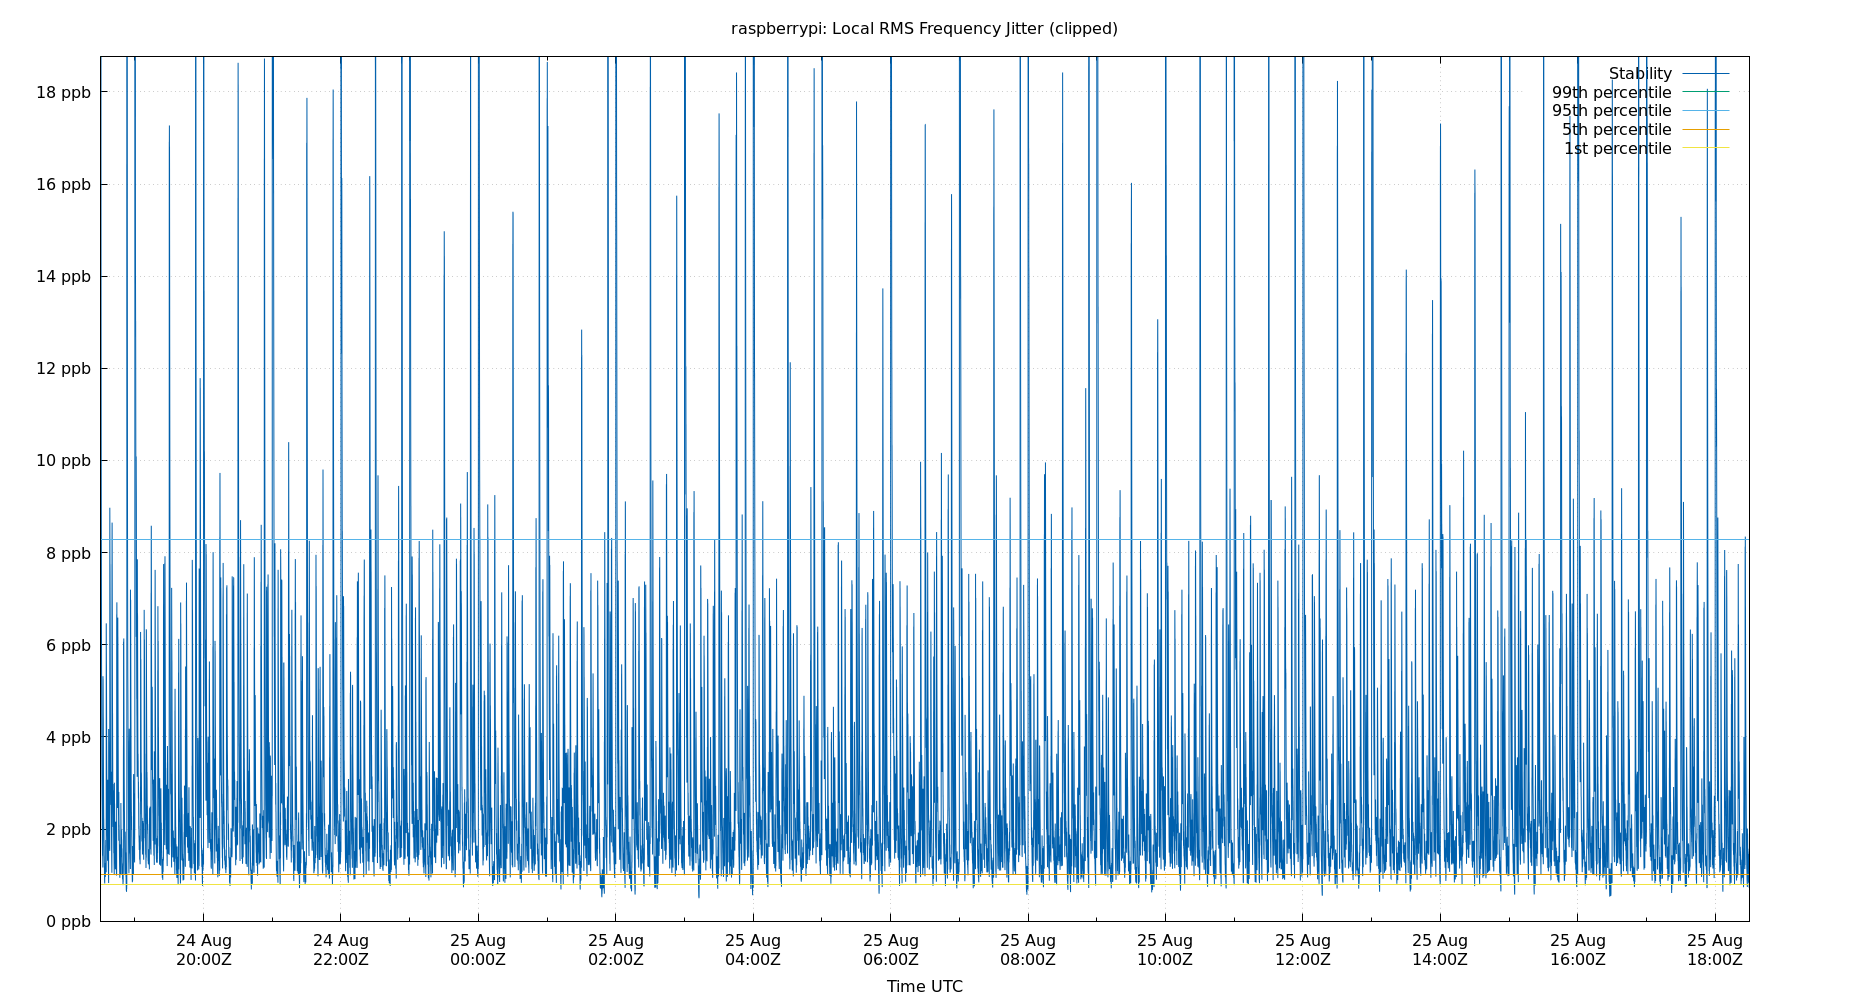 raspberrypi: Local RMS Frequency Jitter (clipped)
Stability
99th percentile
95th percentile
5th percentile
1st percentile
18 ppb
16 ppb
14 ppb
12 ppb
10 ppb
8 ppb
6 ppb
4 ppb
2 ppb
0 ppb
24 Aug
20:00Z
24 Aug
22:00Z
25 Aug
00:00Z
25 Aug
02:00Z
25 Aug
04:00Z
25 Aug
06:00Z
25 Aug
08:00Z
25 Aug
10:00Z
25 Aug
12:00Z
25 Aug
14:00Z
25 Aug
16:00Z
25 Aug
18:00Z
Time UTC